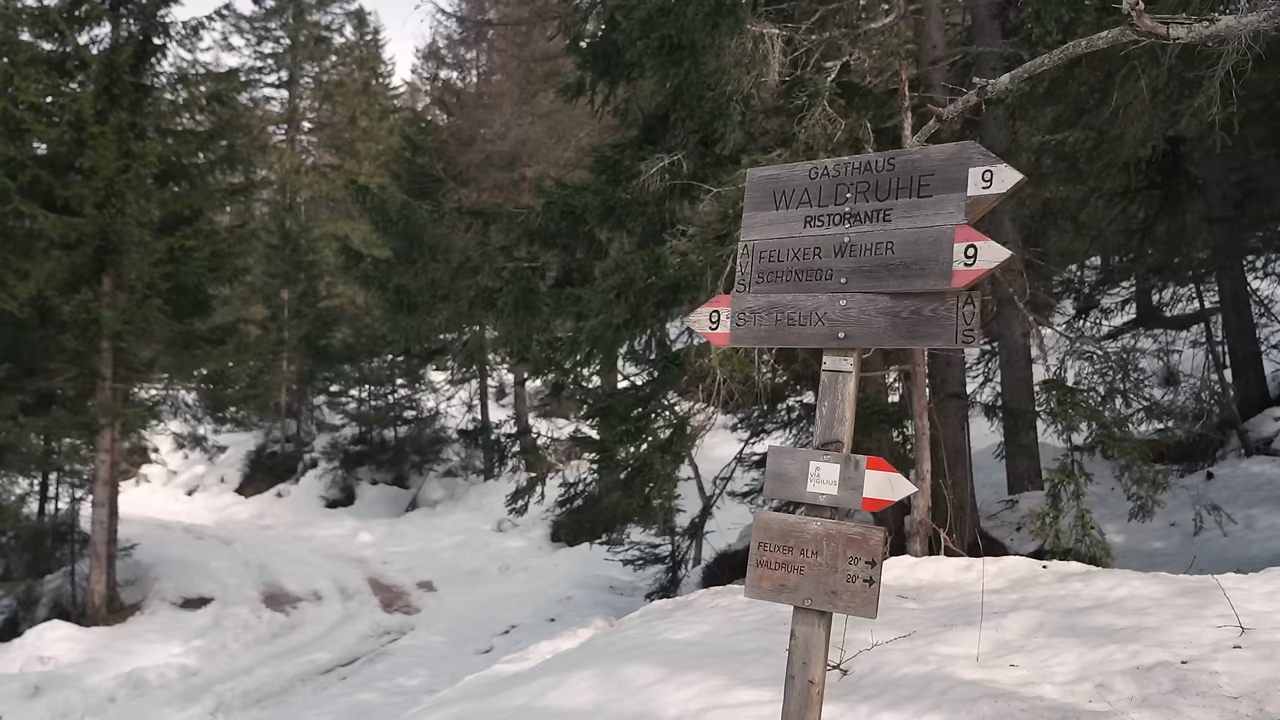 GASTHAUS
WALDRUHE
RISTORANTE
9
AVS
FELIXER WEIHER
SCHÖNEGG
9
9
ST. FELIX
AVS
VIA
VIGILIUS
FELIXER ALM 20'
WALDRUHE 20'